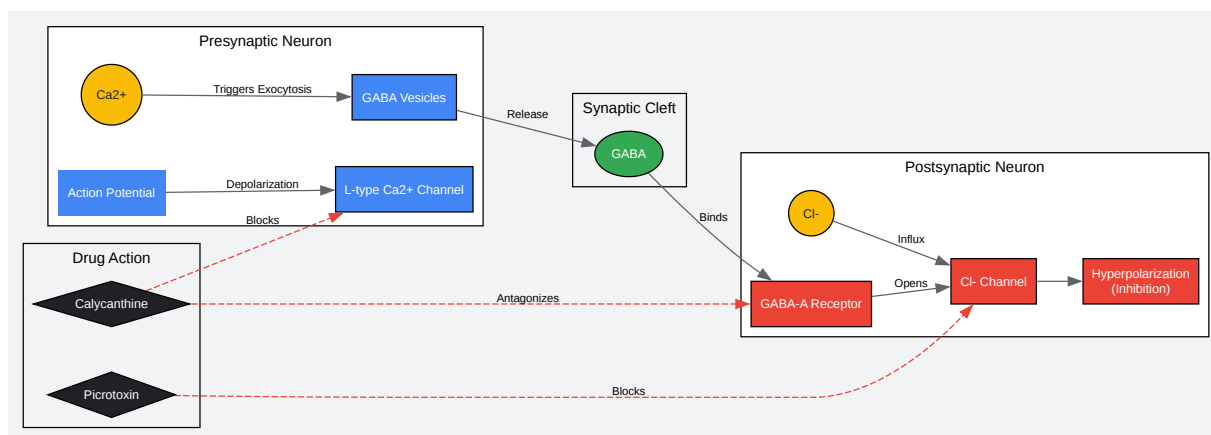 Presynaptic Neuron
Ca2+
Triggers Exocytosis
GABA Vesicles
Release
Action Potential
Depolarization
L-type Ca2+ Channel
Synaptic Cleft
GABA
Binds
Postsynaptic Neuron
Cl-
Influx
GABA-A Receptor
Opens
Cl- Channel
Hyperpolarization
(Inhibition)
Drug Action
Calycanthine
Blocks
Antagonizes
Picrotoxin
Blocks